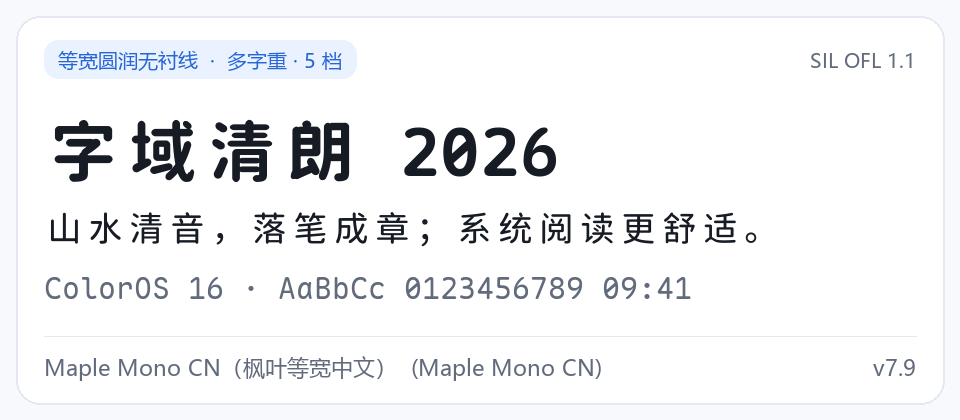 等宽圆润无衬线 · 多字重 · 5 档
SIL OFL 1.1
字域清朗 2026
山水清音，落笔成章；系统阅读更舒适。
ColorOS 16 · AaBbCc 0123456789 09:41
Maple Mono CN（枫叶等宽中文）（Maple Mono CN）
v7.9